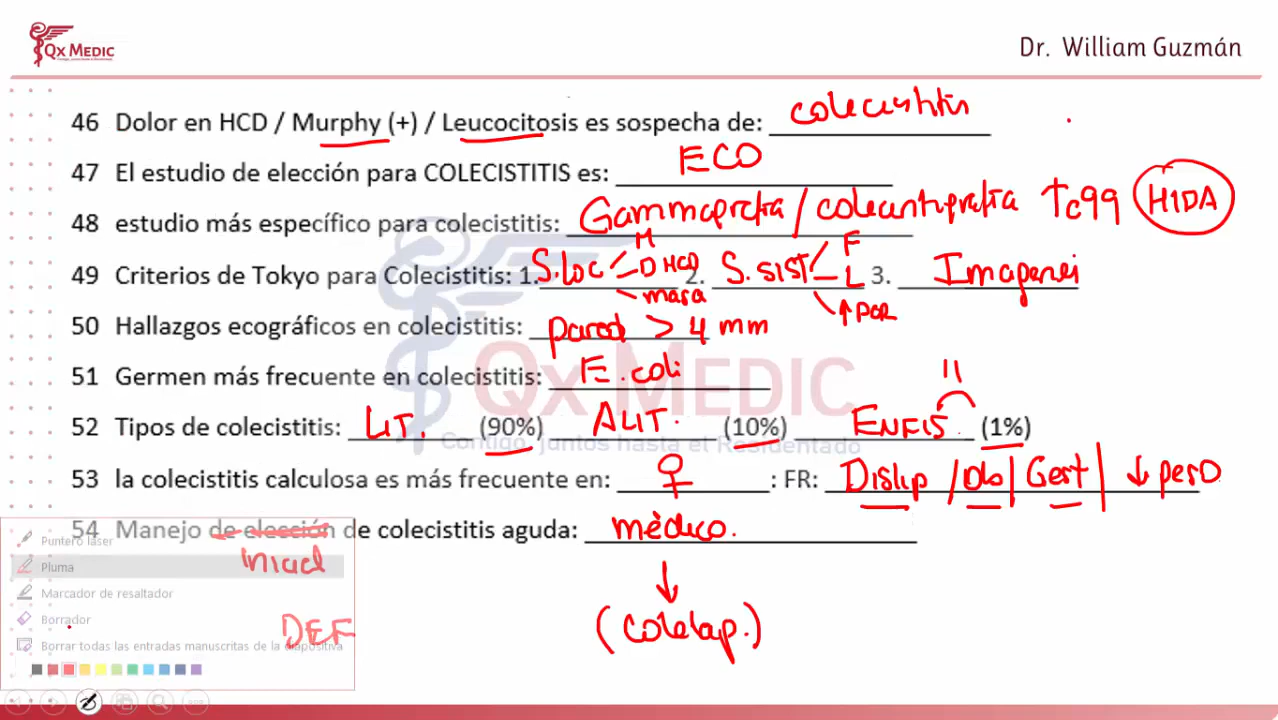 Qx MEDIC
Dr. William Guzmán
46 Dolor en HCD / Murphy (+) / Leucocitosis es sospecha de: colecistitis
47 El estudio de elección para COLECISTITIS es: ECO
48 estudio más específico para colecistitis: Gammagrafia / colecintigrafia Tc99 HIDA
M F
49 Criterios de Tokyo para Colecistitis: 1. S.loc D HCD 2. S. SIST L 3. Imagenes
masa ↑ PCR
50 Hallazgos ecográficos en colecistitis: pared > 4 mm
51 Germen más frecuente en colecistitis: E. coli
52 Tipos de colecistitis: LIT. (90%) ALIT. (10%) ENFIS. (1%)
Qx MEDIC
Contigo, juntos hasta el Residentado
53 la colecistitis calculosa es más frecuente en: ♀ : FR: Dislip / Ob | Gest | ↓ peso
54 Manejo de elección de colecistitis aguda: médico.
Inicial
↓
(colelap.)
DEF
Puntero láser
Pluma
Marcador de resaltador
Borrador
Borrar todas las entradas manuscritas de la diapositiva